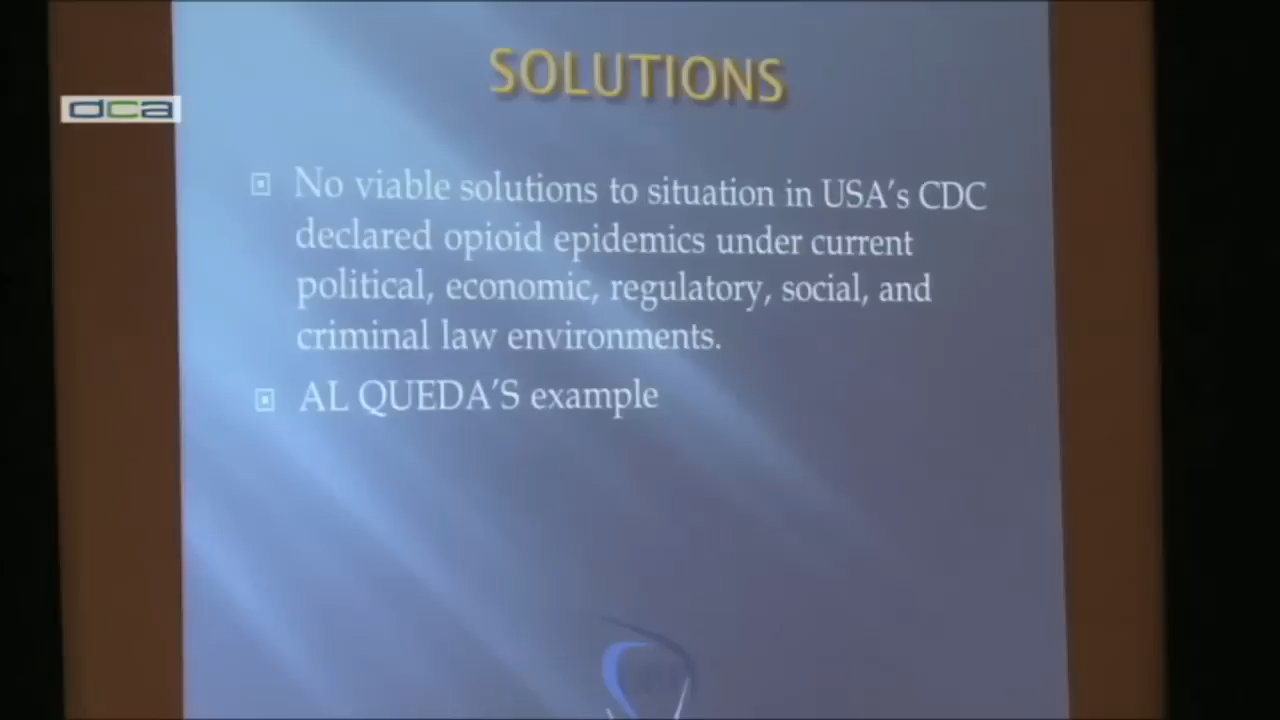 SOLUTIONS
dca
No viable solutions to situation in USA's CDC
declared opioid epidemics under current
political, economic, regulatory, social, and
criminal law environments.
AL QUEDA'S example